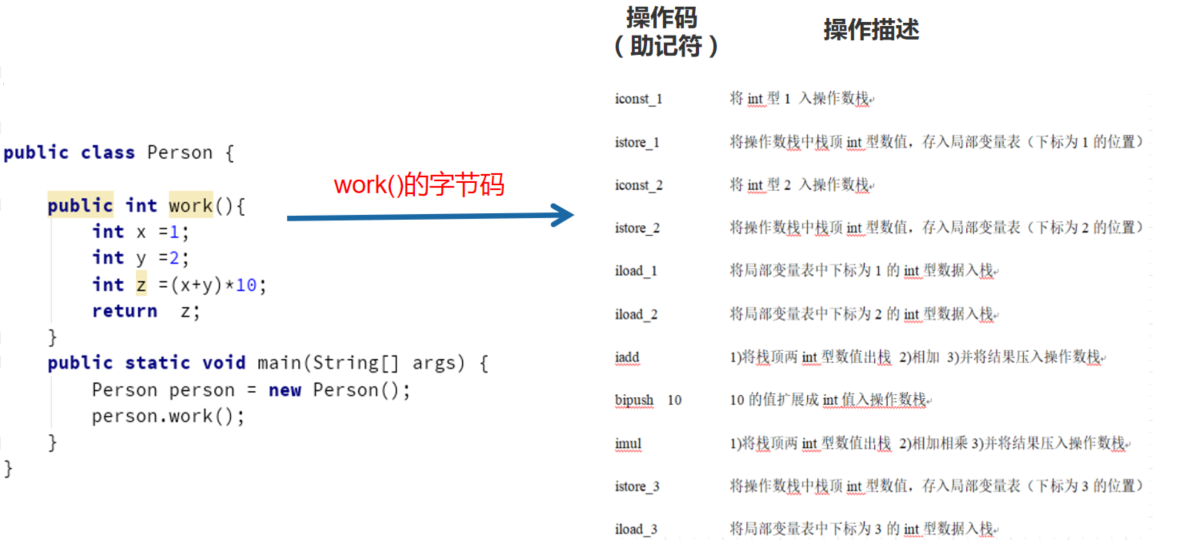 public class Person {
public int work(){
int x =1;
int y =2;
int z =(x+y)*10;
return z;
}
public static void main(String[] args) {
Person person = new Person();
person.work();
}
}
work()的字节码
操作码
（助记符）
操作描述
iconst_1 将 int 型 1 入操作数栈
istore_1 将操作数栈中栈顶 int 型数值，存入局部变量表（下标为 1 的位置）
iconst_2 将 int 型 2 入操作数栈
istore_2 将操作数栈中栈顶 int 型数值，存入局部变量表（下标为 2 的位置）
iload_1 将局部变量表中下标为 1 的 int 型数据入栈
iload_2 将局部变量表中下标为 2 的 int 型数据入栈
iadd 1)将栈顶两 int 型数值出栈 2)相加 3)并将结果压入操作数栈
bipush 10 10 的值扩展成 int 值入操作数栈
imul 1)将栈顶两 int 型数值出栈 2)相加相乘 3)并将结果压入操作数栈
istore_3 将操作数栈中栈顶 int 型数值，存入局部变量表（下标为 3 的位置）
iload_3 将局部变量表中下标为 3 的 int 型数据入栈